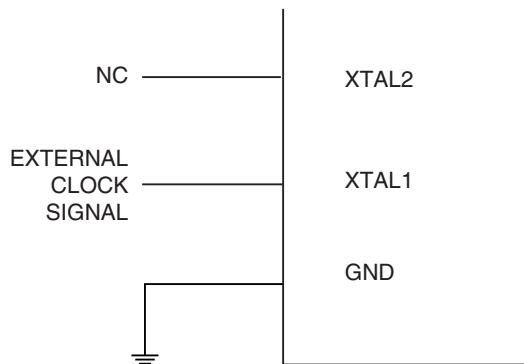 NC
XTAL2
EXTERNAL
CLOCK
SIGNAL
XTAL1
GND